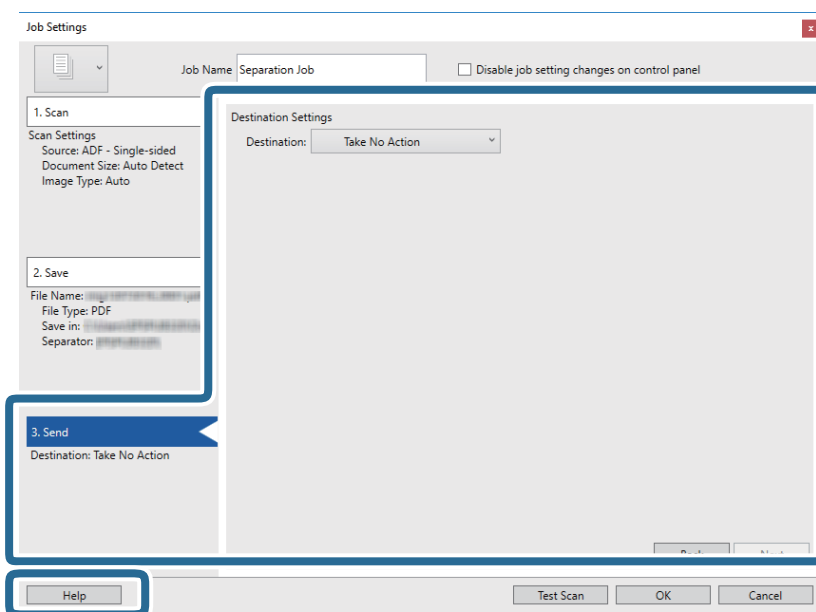 Job Settings
x
Job Name Separation Job
Disable job setting changes on control panel
1. Scan
Scan Settings
Source: ADF - Single-sided
Document Size: Auto Detect
Image Type: Auto
2. Save
File Name:
File Type: PDF
Save in:
Separator:
3. Send
Destination: Take No Action
Destination Settings
Destination: Take No Action
Help
Test Scan
OK
Cancel